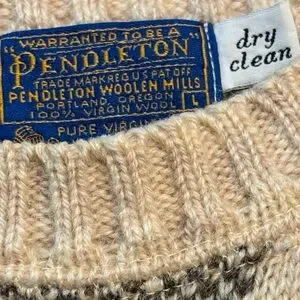 "WARRANTED TO BE A
PENDLETON"
TRADE MARK REG U.S PAT OFF
PENDLETON WOOLEN MILLS
PORTLAND, OREGON
100% VIRGIN WOOL L
PURE VIRGIN
dry
clean